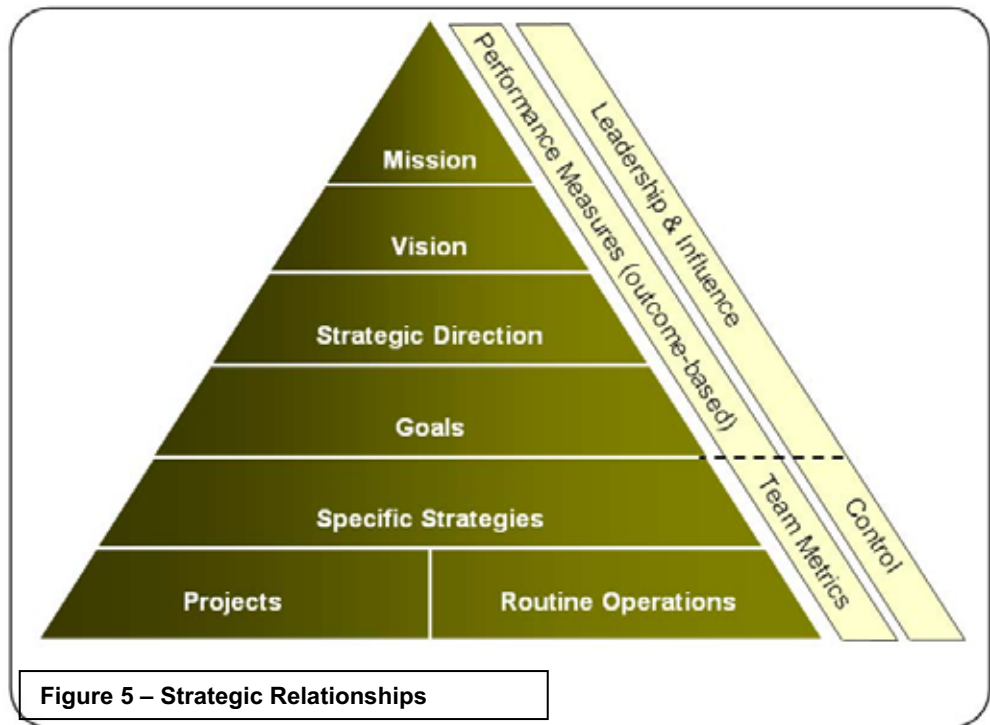 Mission
Vision
Strategic Direction
Goals
Specific Strategies
Projects
Routine Operations
Performance Measures (outcome-based)
Team Metrics
Leadership & Influence
Control
Figure 5 – Strategic Relationships